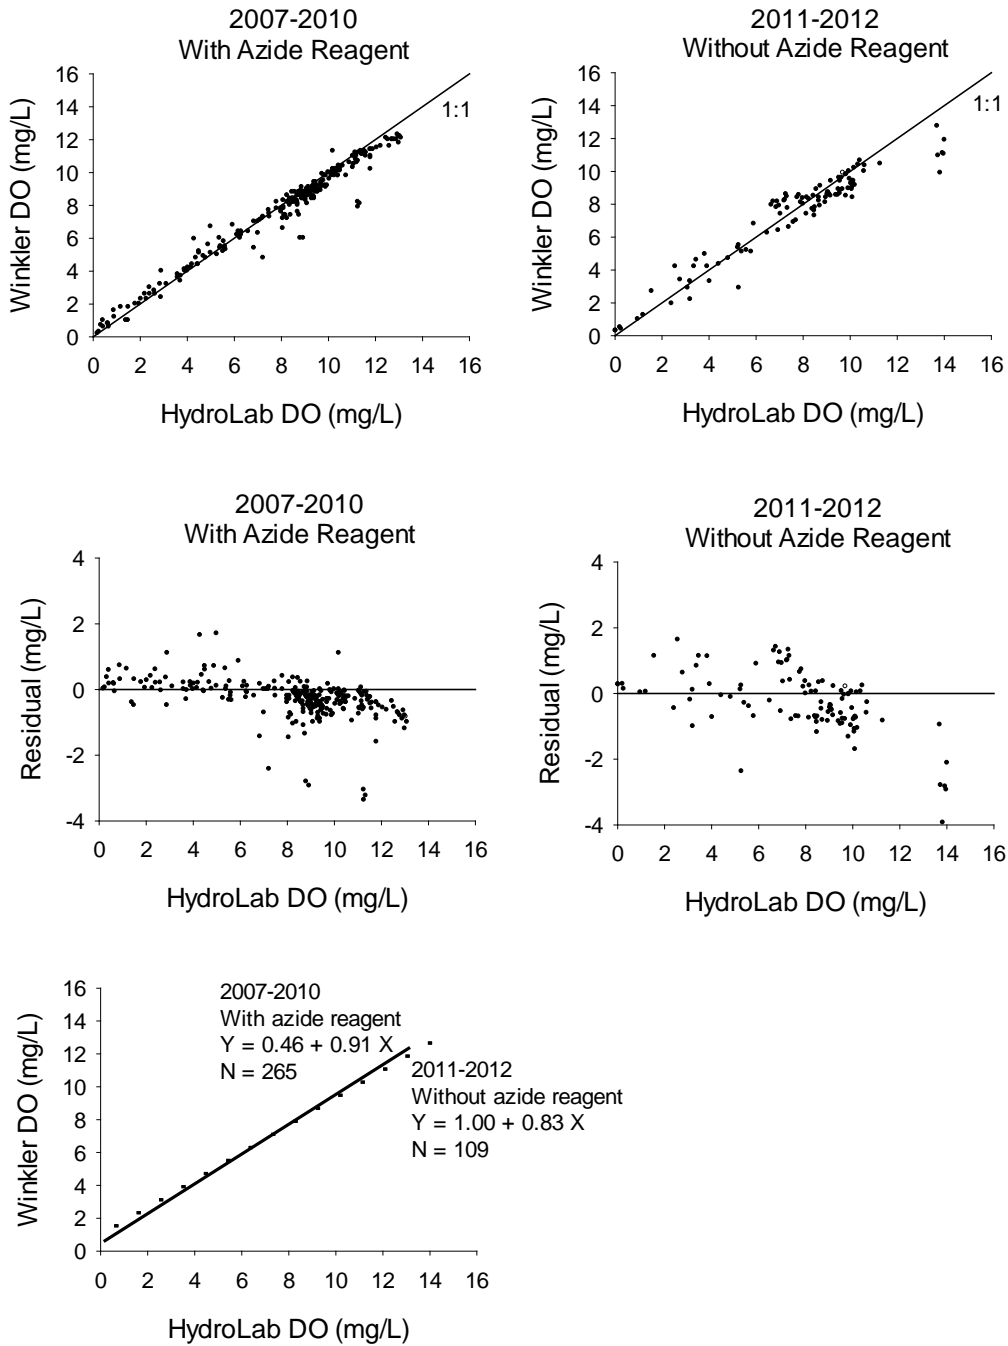 2007-2010
With Azide Reagent
16
14
12
10
8
6
4
2
0
Winkler DO (mg/L)
1:1
0 2 4 6 8 10 12 14 16
HydroLab DO (mg/L)
2011-2012
Without Azide Reagent
16
14
12
10
8
6
4
2
0
Winkler DO (mg/L)
1:1
0 2 4 6 8 10 12 14 16
HydroLab DO (mg/L)
2007-2010
With Azide Reagent
4
2
0
-2
-4
Residual (mg/L)
0 2 4 6 8 10 12 14 16
HydroLab DO (mg/L)
2011-2012
Without Azide Reagent
4
2
0
-2
-4
Residual (mg/L)
0 2 4 6 8 10 12 14 16
HydroLab DO (mg/L)
16
14
12
10
8
6
4
2
0
Winkler DO (mg/L)
2007-2010
With azide reagent
Y = 0.46 + 0.91 X
N = 265
2011-2012
Without azide reagent
Y = 1.00 + 0.83 X
N = 109
0 2 4 6 8 10 12 14 16
HydroLab DO (mg/L)